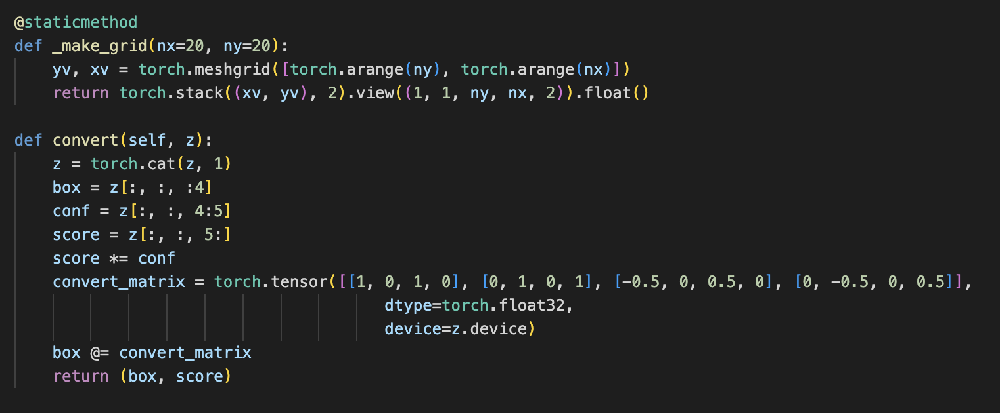 @staticmethod
def _make_grid(nx=20, ny=20):
    yv, xv = torch.meshgrid([torch.arange(ny), torch.arange(nx)])
    return torch.stack((xv, yv), 2).view((1, 1, ny, nx, 2)).float()

def convert(self, z):
    z = torch.cat(z, 1)
    box = z[:, :, :4]
    conf = z[:, :, 4:5]
    score = z[:, :, 5:]
    score *= conf
    convert_matrix = torch.tensor([[1, 0, 1, 0], [0, 1, 0, 1], [-0.5, 0, 0.5, 0], [0, -0.5, 0, 0.5]],
                                   dtype=torch.float32,
                                   device=z.device)
    box @= convert_matrix
    return (box, score)